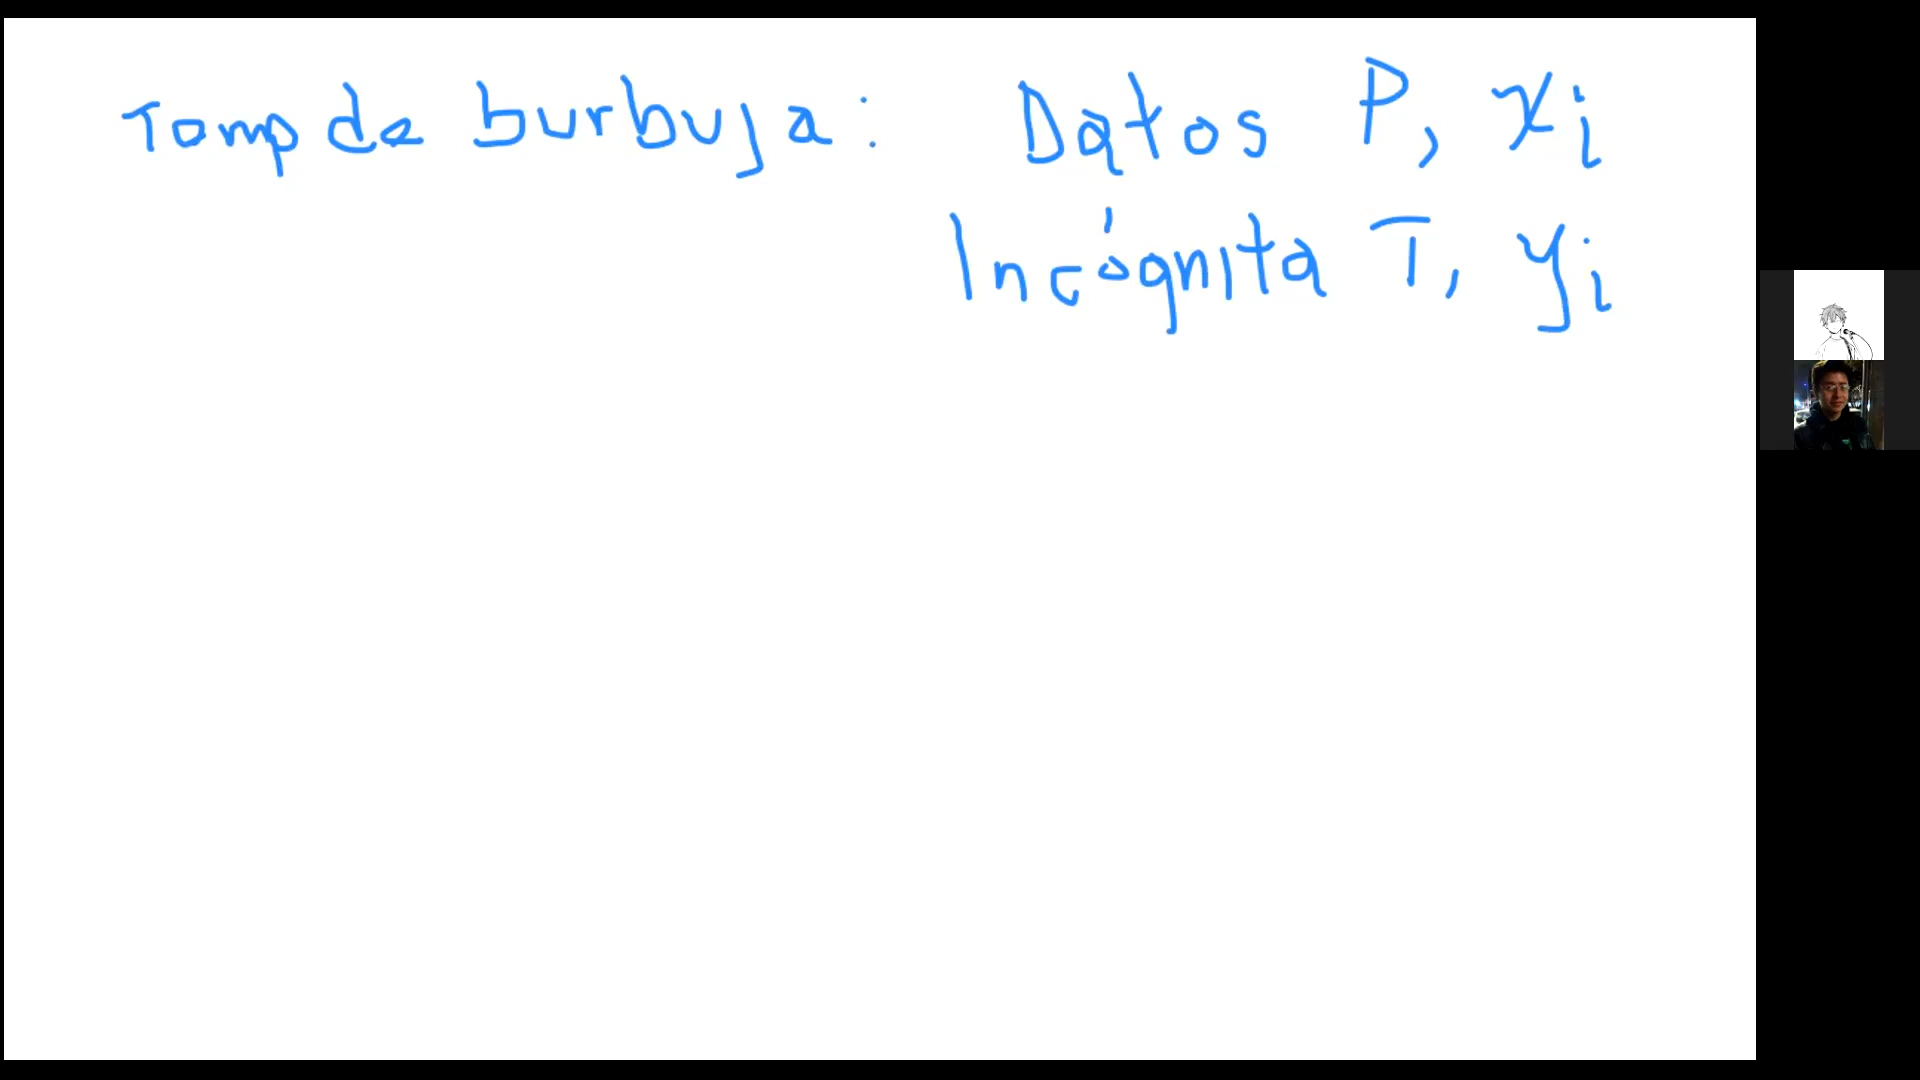 Temp de burbuja: Datos P, xi
Incógnita T, yi